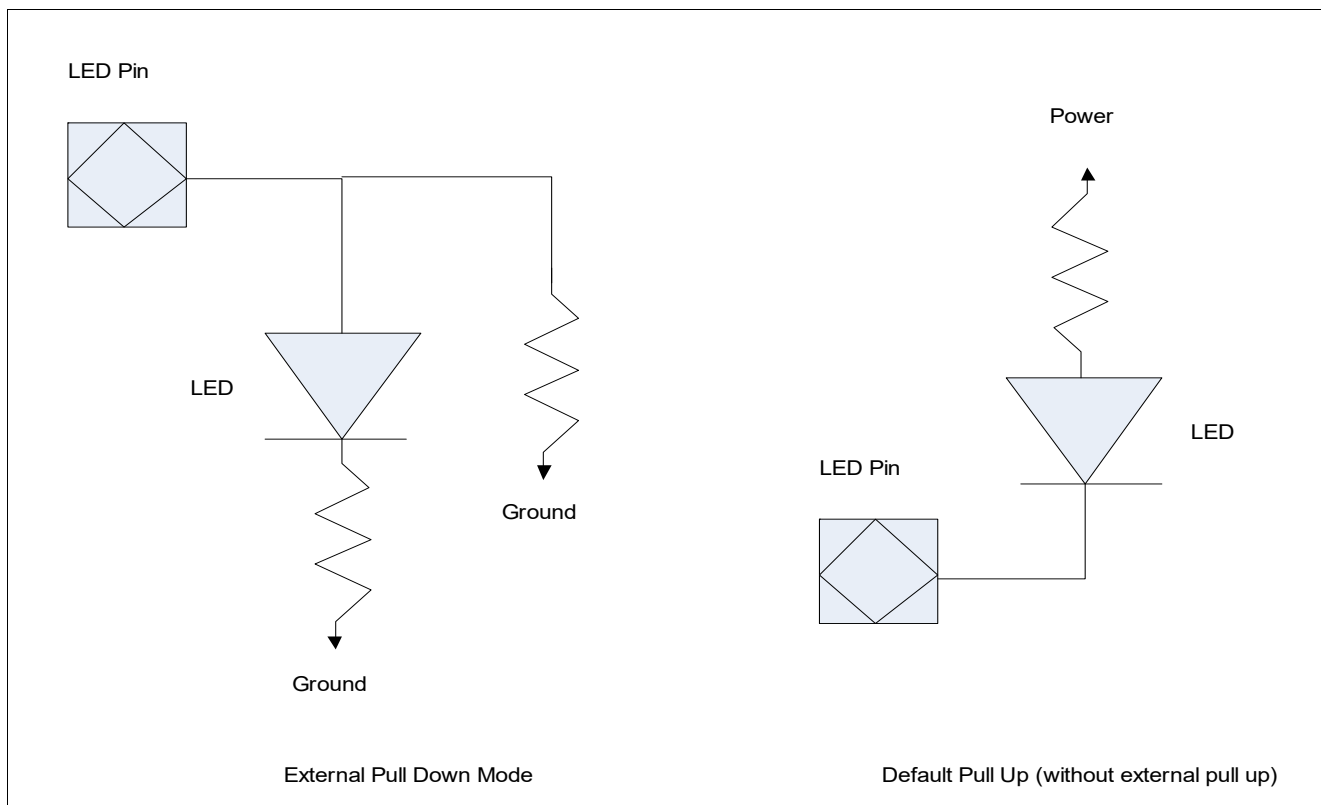 LED Pin
LED
Ground
Ground
External Pull Down Mode
Power
LED
LED Pin
Default Pull Up (without external pull up)